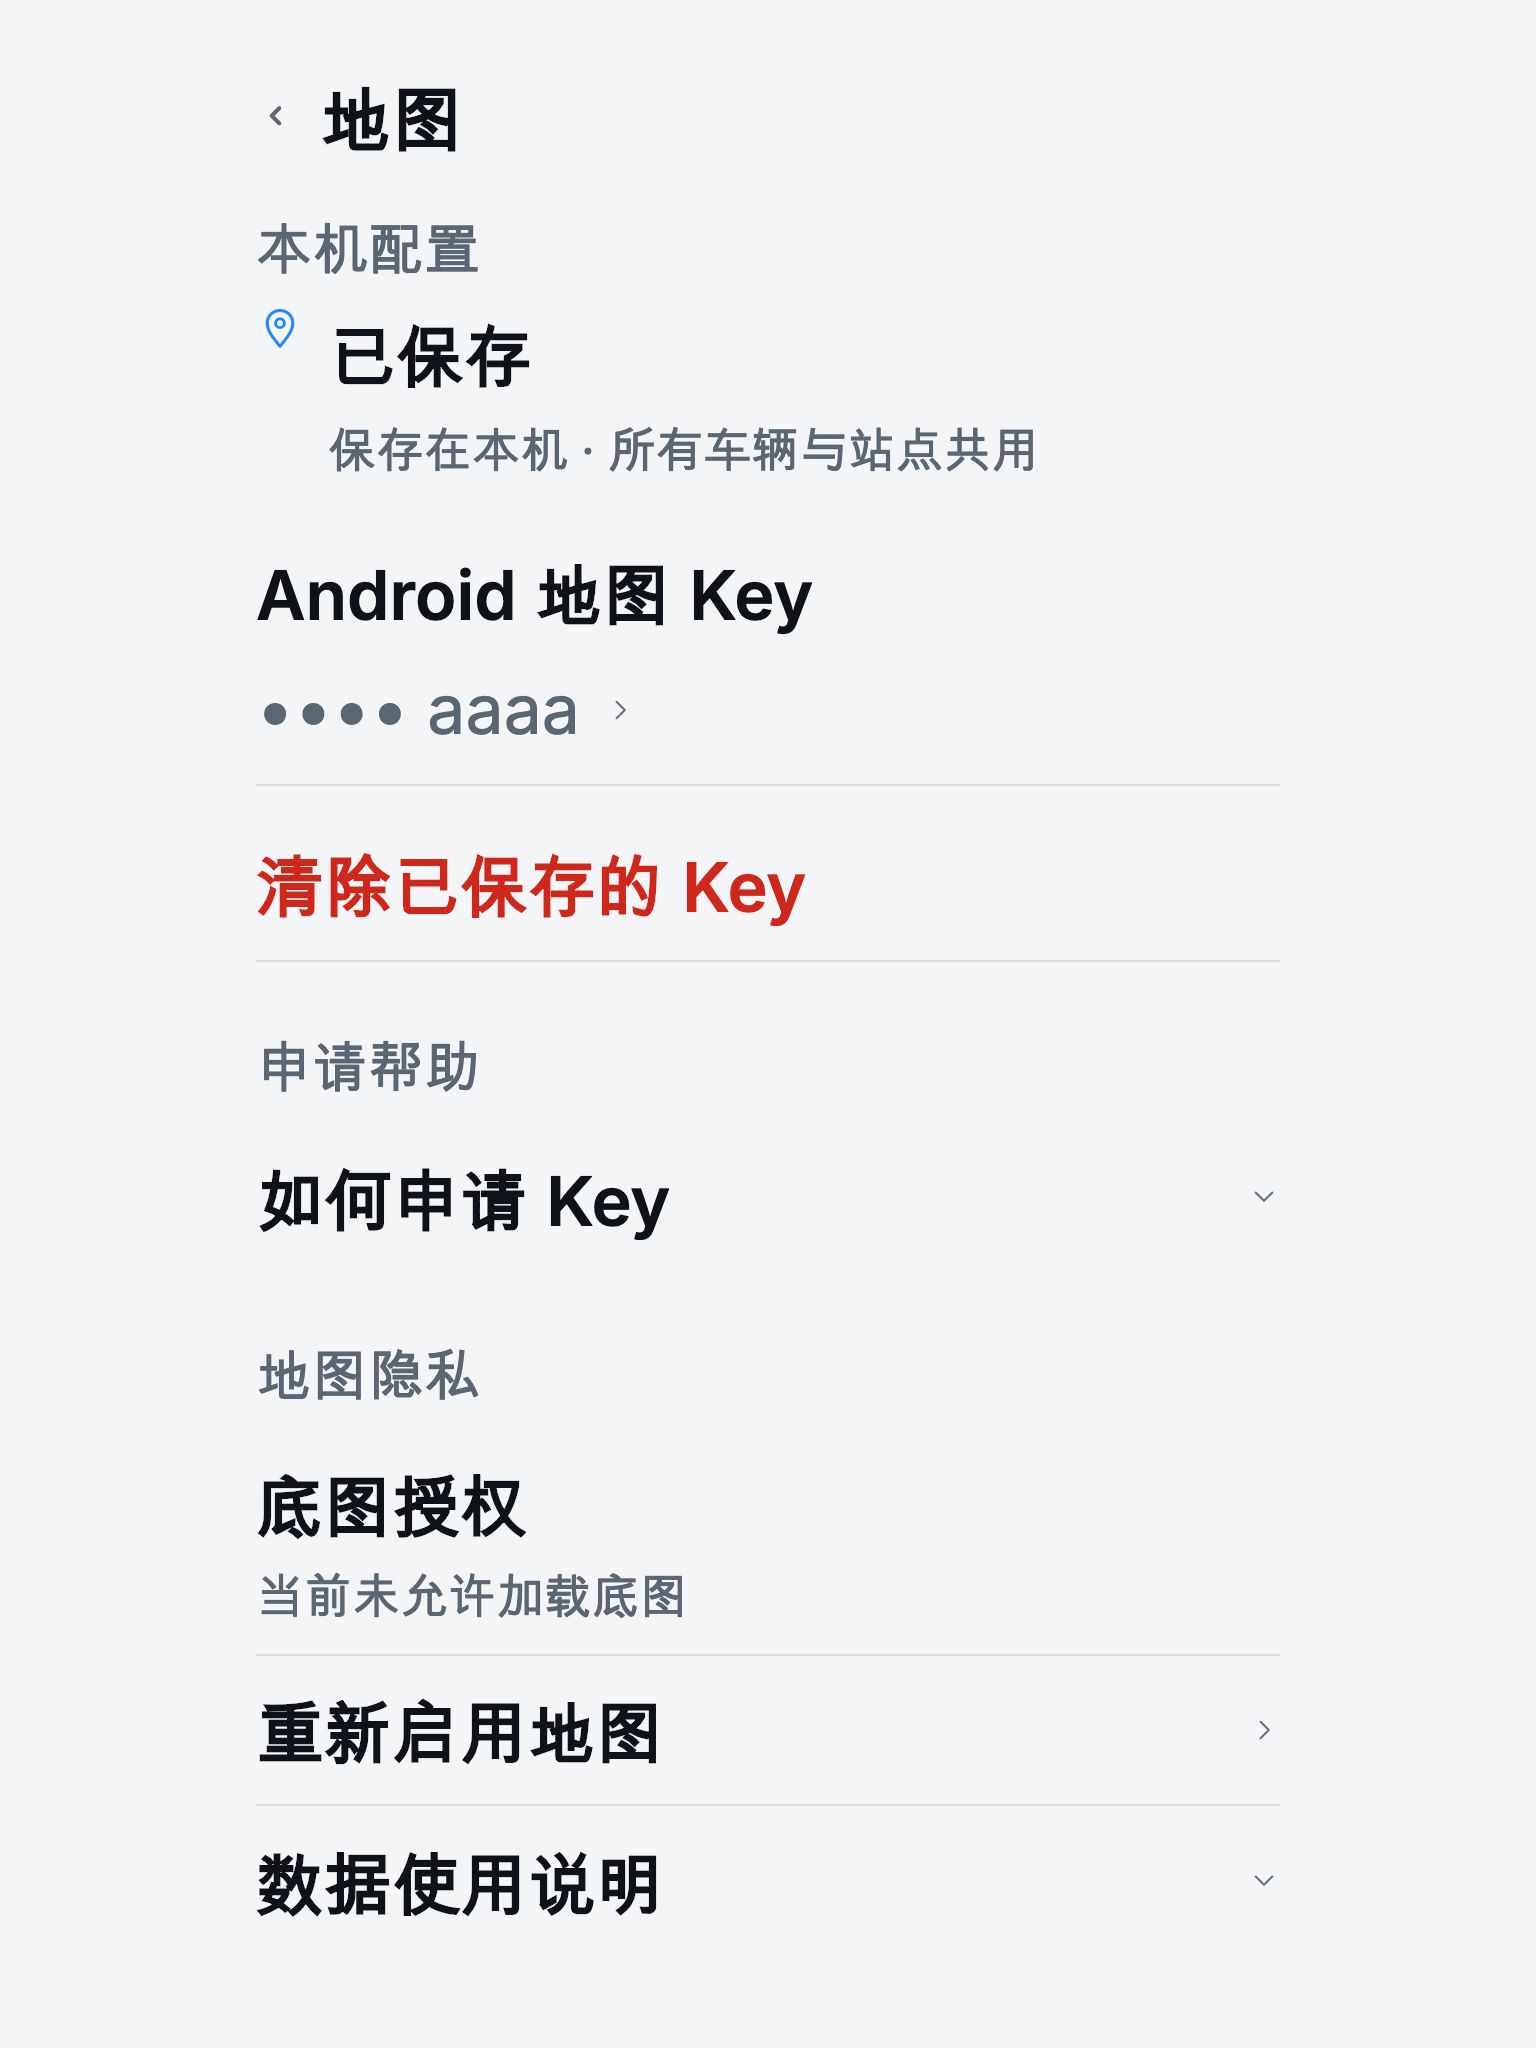 地图
本机配置
已保存
保存在本机 · 所有车辆与站点共用
Android 地图 Key
•••• aaaa
清除已保存的 Key
申请帮助
如何申请 Key
地图隐私
底图授权
当前未允许加载底图
重新启用地图
数据使用说明